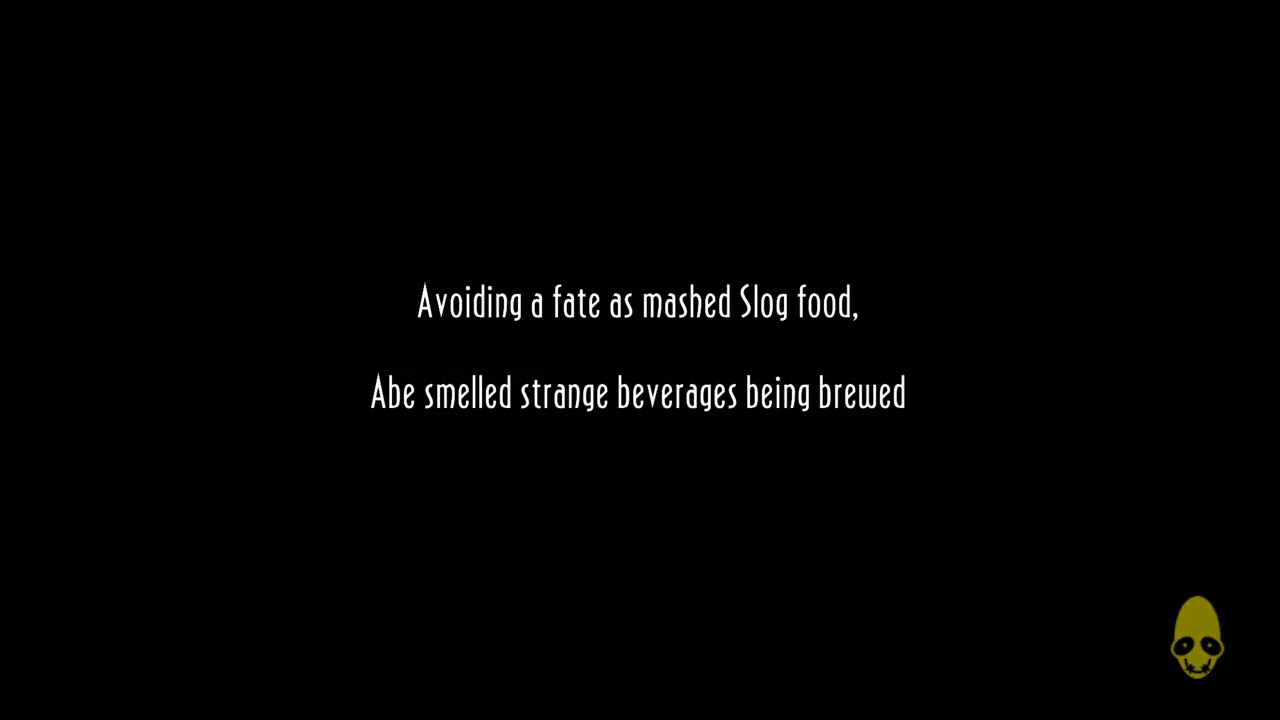 Avoiding a fate as mashed Slog food,
Abe smelled strange beverages being brewed